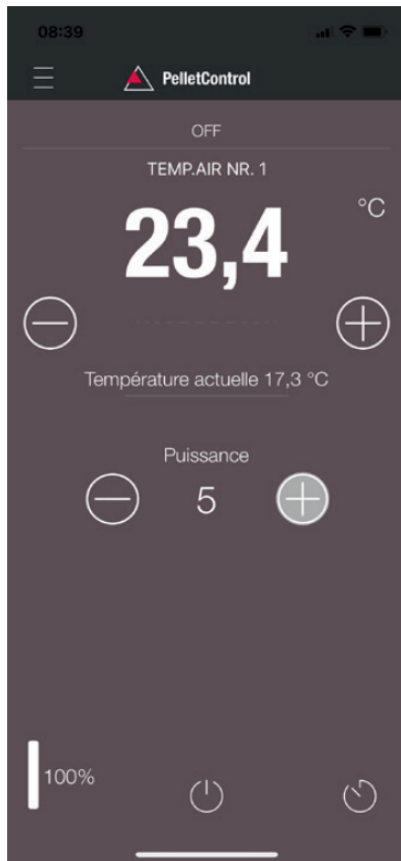 08:39
PelletControl
OFF
TEMP.AIR NR. 1
23,4 °C
Température actuelle 17,3 °C
Puissance
5
100%